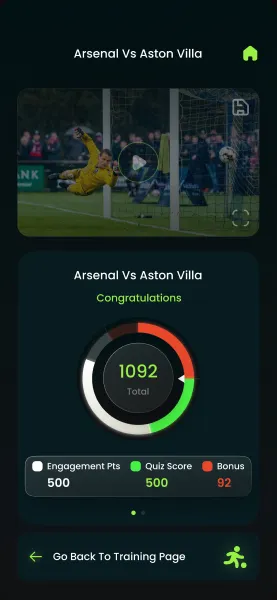 Arsenal Vs Aston Villa
ANK
Arsenal Vs Aston Villa
Congratulations
1092
Total
Engagement Pts
Quiz Score
Bonus
500
500
92
Go Back To Training Page